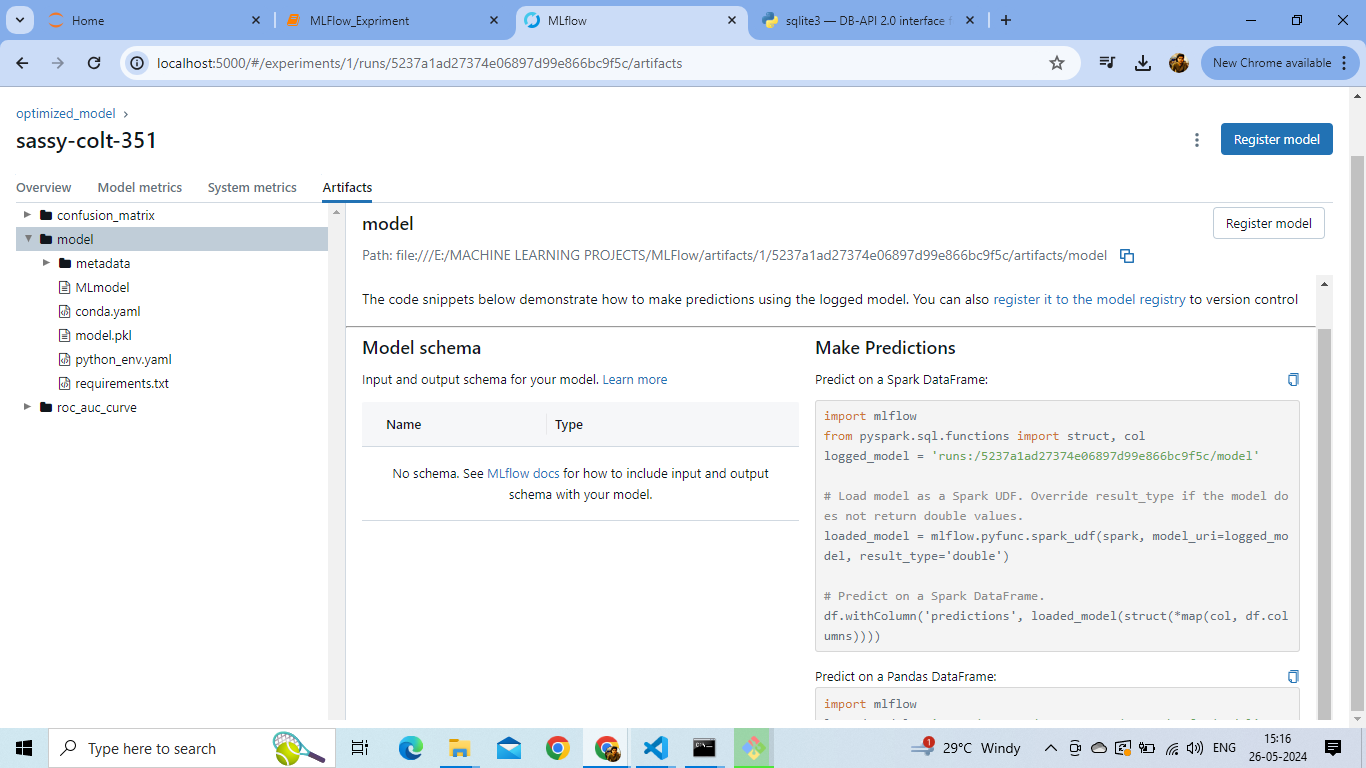 Home
MLFlow_Expriment
MLflow
sqlite3 — DB-API 2.0 interface f
localhost:5000/#/experiments/1/runs/5237a1ad27374e06897d99e866bc9f5c/artifacts
New Chrome available
optimized_model
sassy-colt-351
Register model
Overview
Model metrics
System metrics
Artifacts
confusion_matrix
model
metadata
MLmodel
conda.yaml
model.pkl
python_env.yaml
requirements.txt
roc_auc_curve
model
Register model
Path: file:///E:/MACHINE LEARNING PROJECTS/MLFlow/artifacts/1/5237a1ad27374e06897d99e866bc9f5c/artifacts/model
The code snippets below demonstrate how to make predictions using the logged model. You can also register it to the model registry to version control
Model schema
Input and output schema for your model. Learn more
Name
Type
No schema. See MLflow docs for how to include input and output
schema with your model.
Make Predictions
Predict on a Spark DataFrame:
import mlflow
from pyspark.sql.functions import struct, col
logged_model = 'runs:/5237a1ad27374e06897d99e866bc9f5c/model'
# Load model as a Spark UDF. Override result_type if the model do
es not return double values.
loaded_model = mlflow.pyfunc.spark_udf(spark, model_uri=logged_mo
del, result_type='double')
# Predict on a Spark DataFrame.
df.withColumn('predictions', loaded_model(struct(*map(col, df.col
umns))))
Predict on a Pandas DataFrame:
import mlflow
Type here to search
1
29°C Windy
ENG
15:16
26-05-2024